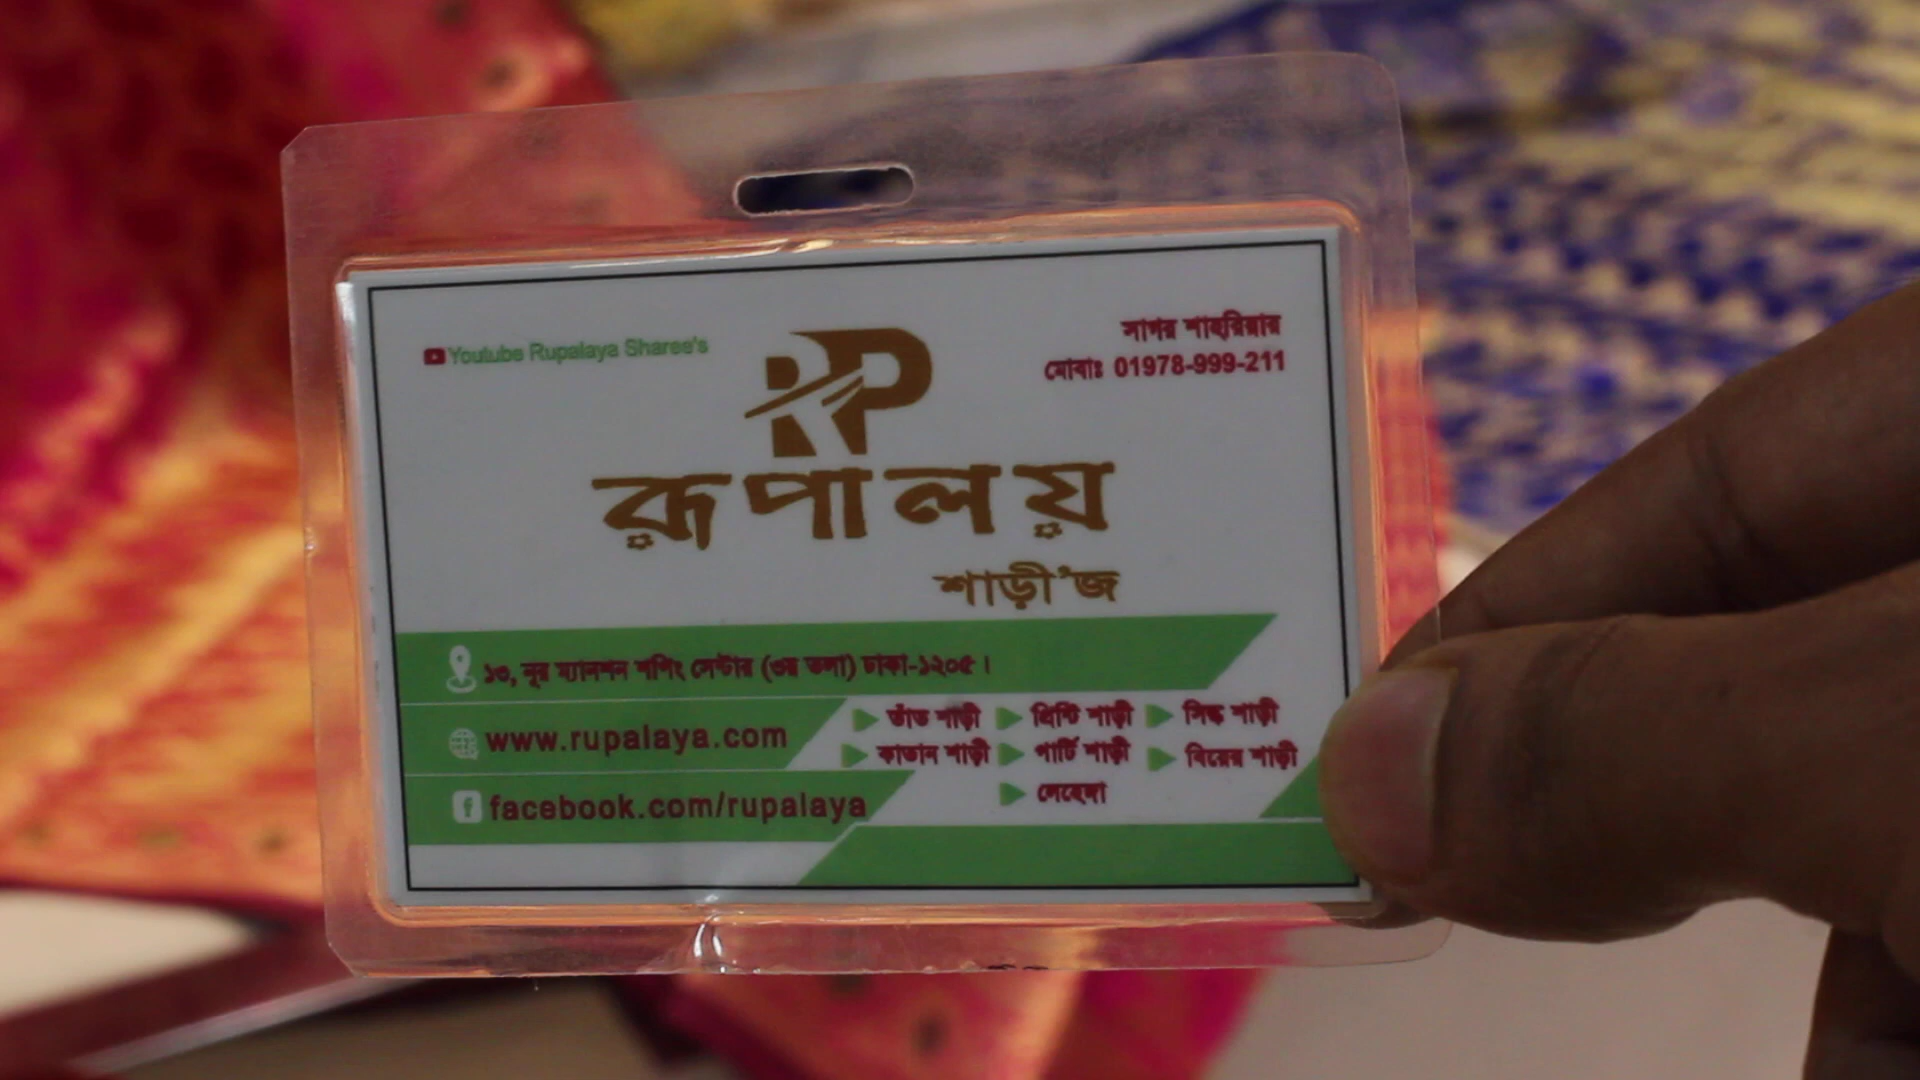 Youtube Rupalaya Sharee's
সাগর শাহরিয়ার
মোবাঃ 01978-999-211
RP
রূপালয়
শাড়ী'জ
১৩, নূর ম্যানশন শপিং সেন্টার (৩য় তলা) ঢাকা-১২০৫।
www.rupalaya.com
facebook.com/rupalaya
তাঁত শাড়ী প্রিন্ট শাড়ী সিল্ক শাড়ী
কাতান শাড়ী পার্টি শাড়ী বিয়ের শাড়ী
লেহেঙ্গা